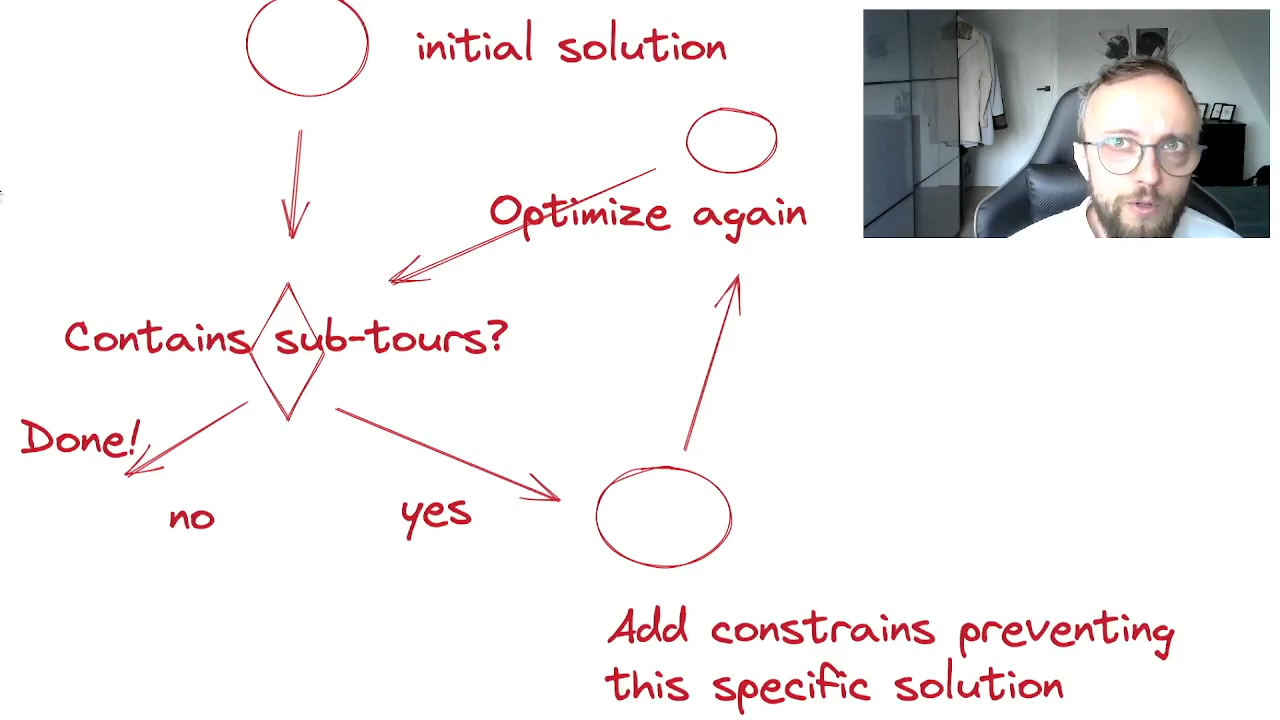 initial solution
Optimize again
Contains sub-tours?
Done!
no
yes
Add constrains preventing
this specific solution